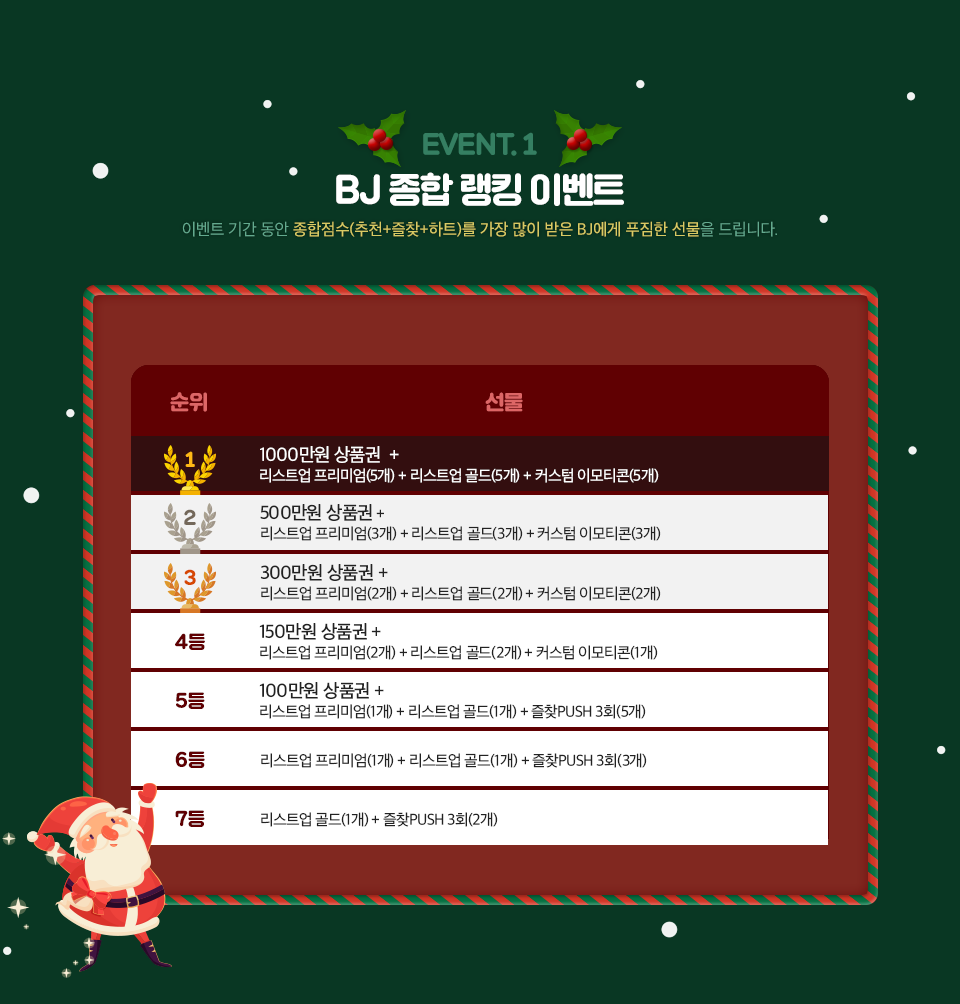 EVENT. 1
BJ 종합 랭킹 이벤트
이벤트 기간 동안 종합점수(추천+즐찾+하트)를 가장 많이 받은 BJ에게 푸짐한 선물을 드립니다.
순위 선물
1 1000만원 상품권 +
리스트업 프리미엄(5개) + 리스트업 골드(5개) + 커스텀 이모티콘(5개)
2 500만원 상품권 +
리스트업 프리미엄(3개) + 리스트업 골드(3개) + 커스텀 이모티콘(3개)
3 300만원 상품권 +
리스트업 프리미엄(2개) + 리스트업 골드(2개) + 커스텀 이모티콘(2개)
4등 150만원 상품권 +
리스트업 프리미엄(2개) + 리스트업 골드(2개) + 커스텀 이모티콘(1개)
5등 100만원 상품권 +
리스트업 프리미엄(1개) + 리스트업 골드(1개) + 즐찾PUSH 3회(5개)
6등 리스트업 프리미엄(1개) + 리스트업 골드(1개) + 즐찾PUSH 3회(3개)
7등 리스트업 골드(1개) + 즐찾PUSH 3회(2개)